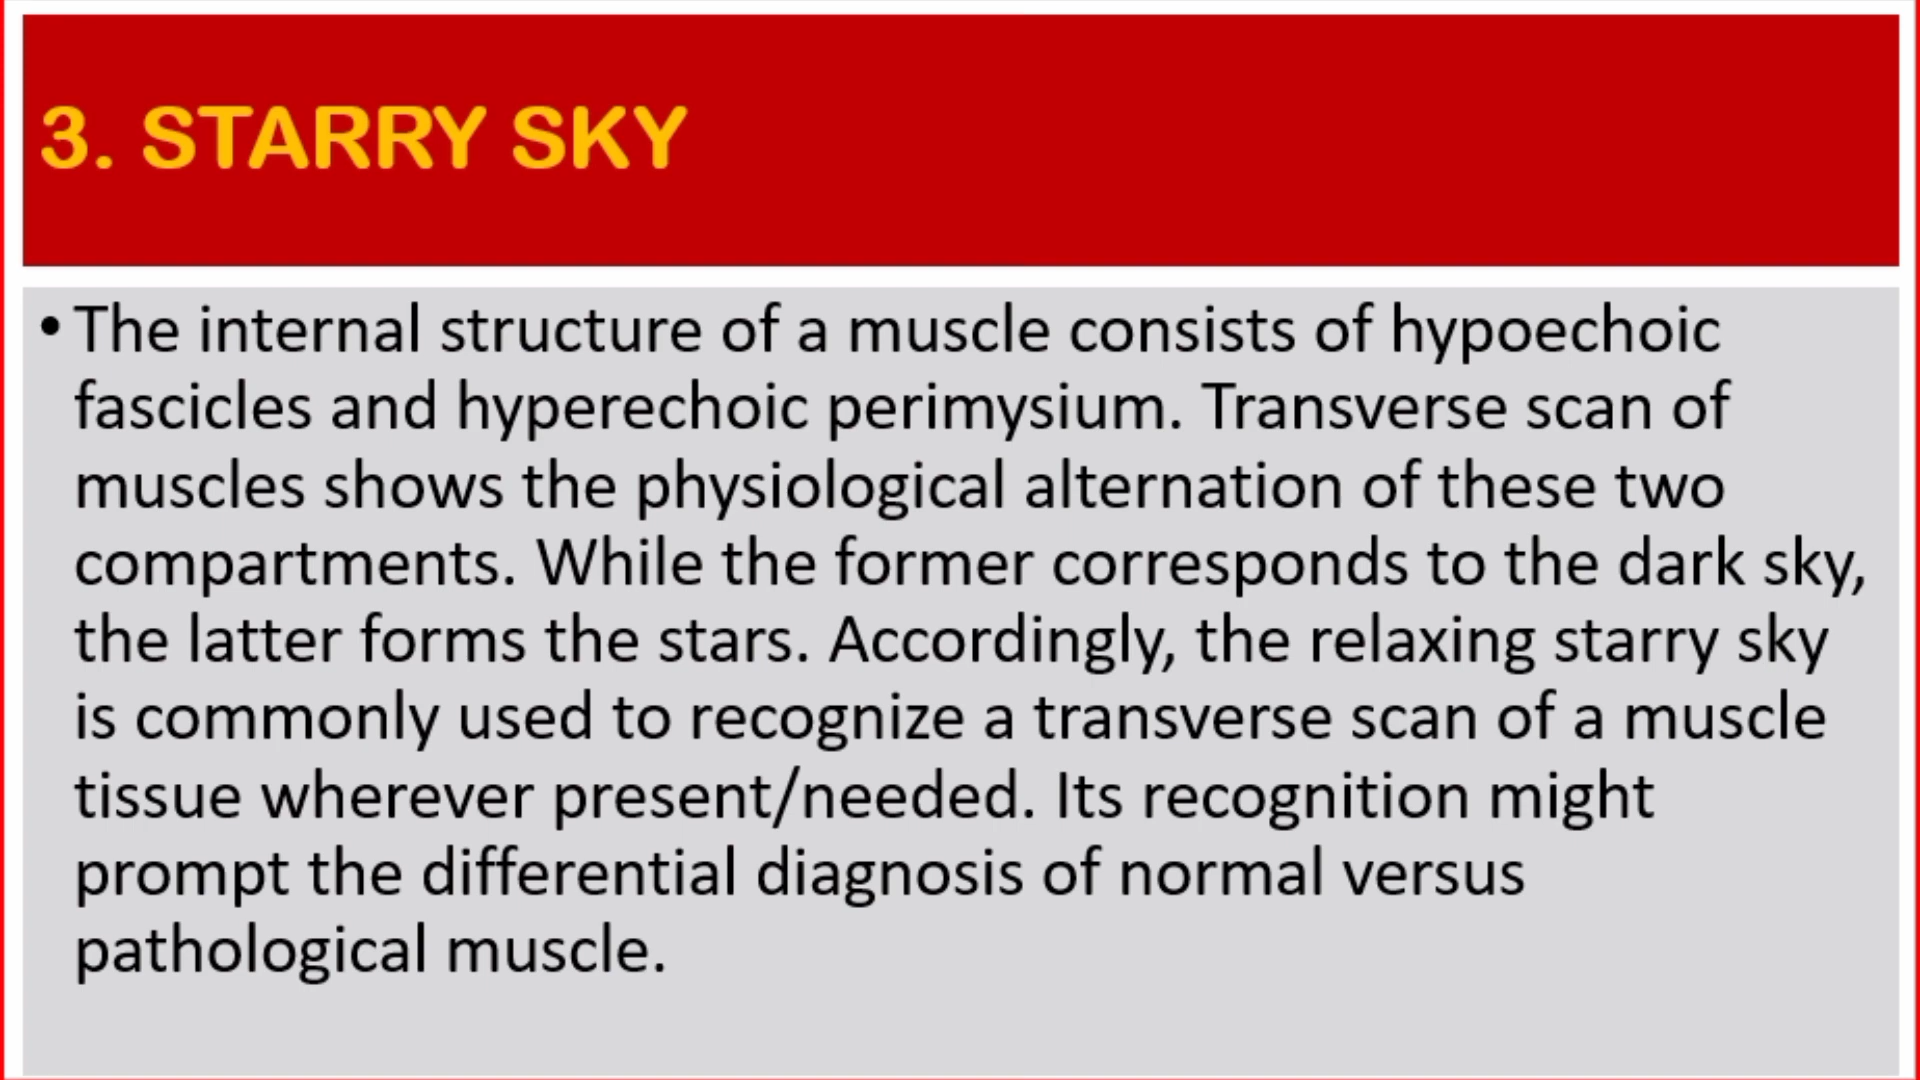 3. STARRY SKY
• The internal structure of a muscle consists of hypoechoic
fascicles and hyperechoic perimysium. Transverse scan of
muscles shows the physiological alternation of these two
compartments. While the former corresponds to the dark sky,
the latter forms the stars. Accordingly, the relaxing starry sky
is commonly used to recognize a transverse scan of a muscle
tissue wherever present/needed. Its recognition might
prompt the differential diagnosis of normal versus
pathological muscle.